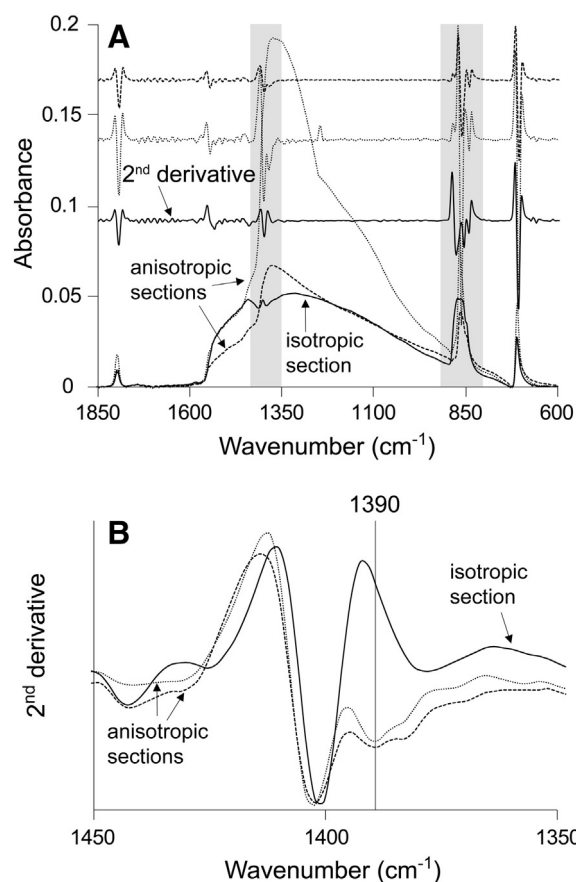 A
0.2
0.15
2nd derivative
0.1
Absorbance
anisotropic
sections
0.05
isotropic
section
0
1850
1600
1350
1100
850
600
Wavenumber (cm-1)
1390
B
isotropic
section
2nd derivative
anisotropic
sections
1450
1400
1350
Wavenumber (cm-1)